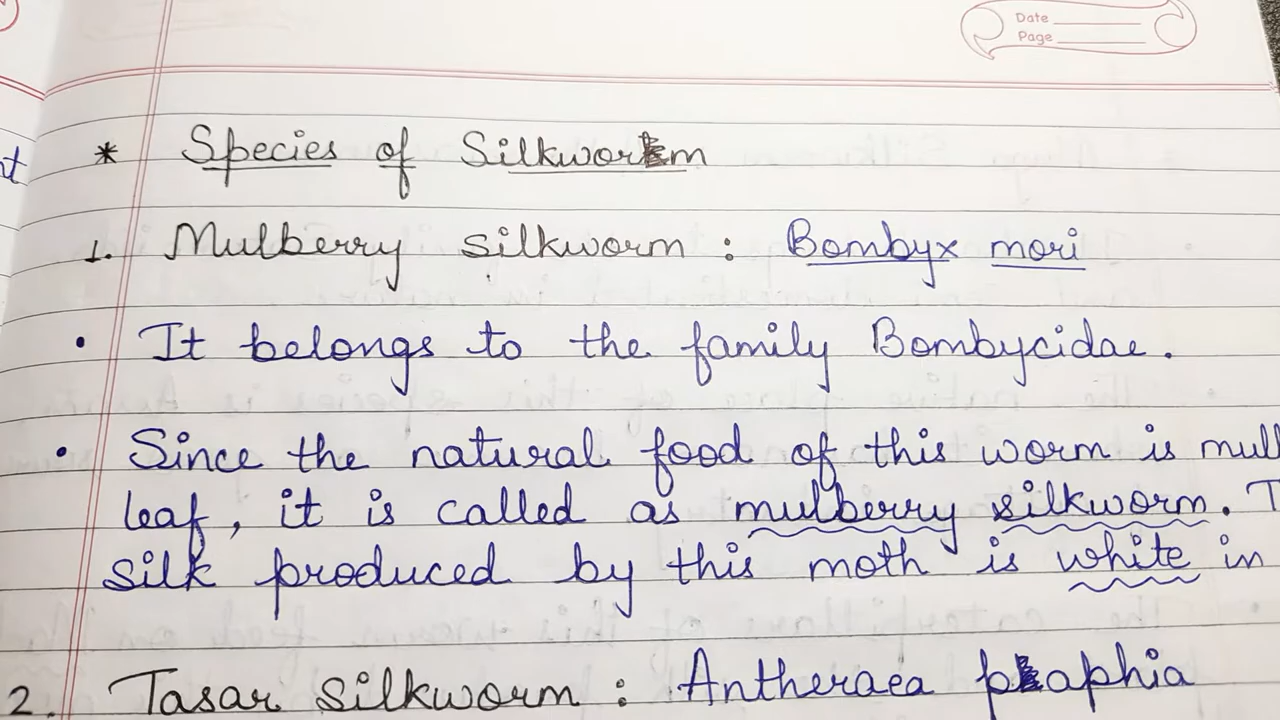 Date
Page
nt
* Species of Silkworm
1. Mulberry silkworm : Bombyx mori
• It belongs to the family Bombycidae.
• Since the natural food of this worm is mull
leaf, it is called as mulberry silkworm. T
silk produced by this moth is white in
2. Tasar silkworm : Antheraea paphia